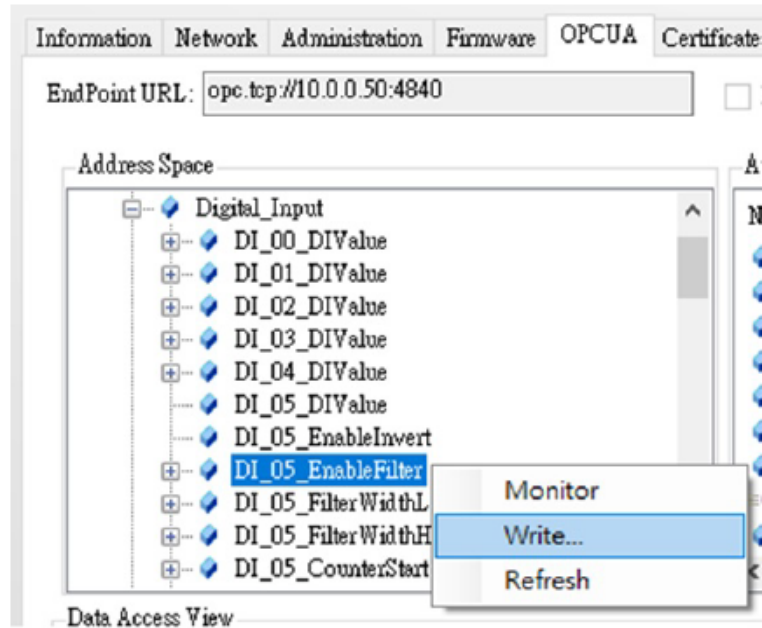 Information Network Administration Firmware OPCUA Certificate
EndPoint URL: opc.tcp://10.0.0.50:4840
Address Space
Digital_Input
DI_00_DIValue
DI_01_DIValue
DI_02_DIValue
DI_03_DIValue
DI_04_DIValue
DI_05_DIValue
DI_05_EnableInvert
DI_05_EnableFilter
Monitor
DI_05_FilterWidthL
Write...
DI_05_FilterWidthH
Refresh
DI_05_CounterStart
Data Access View